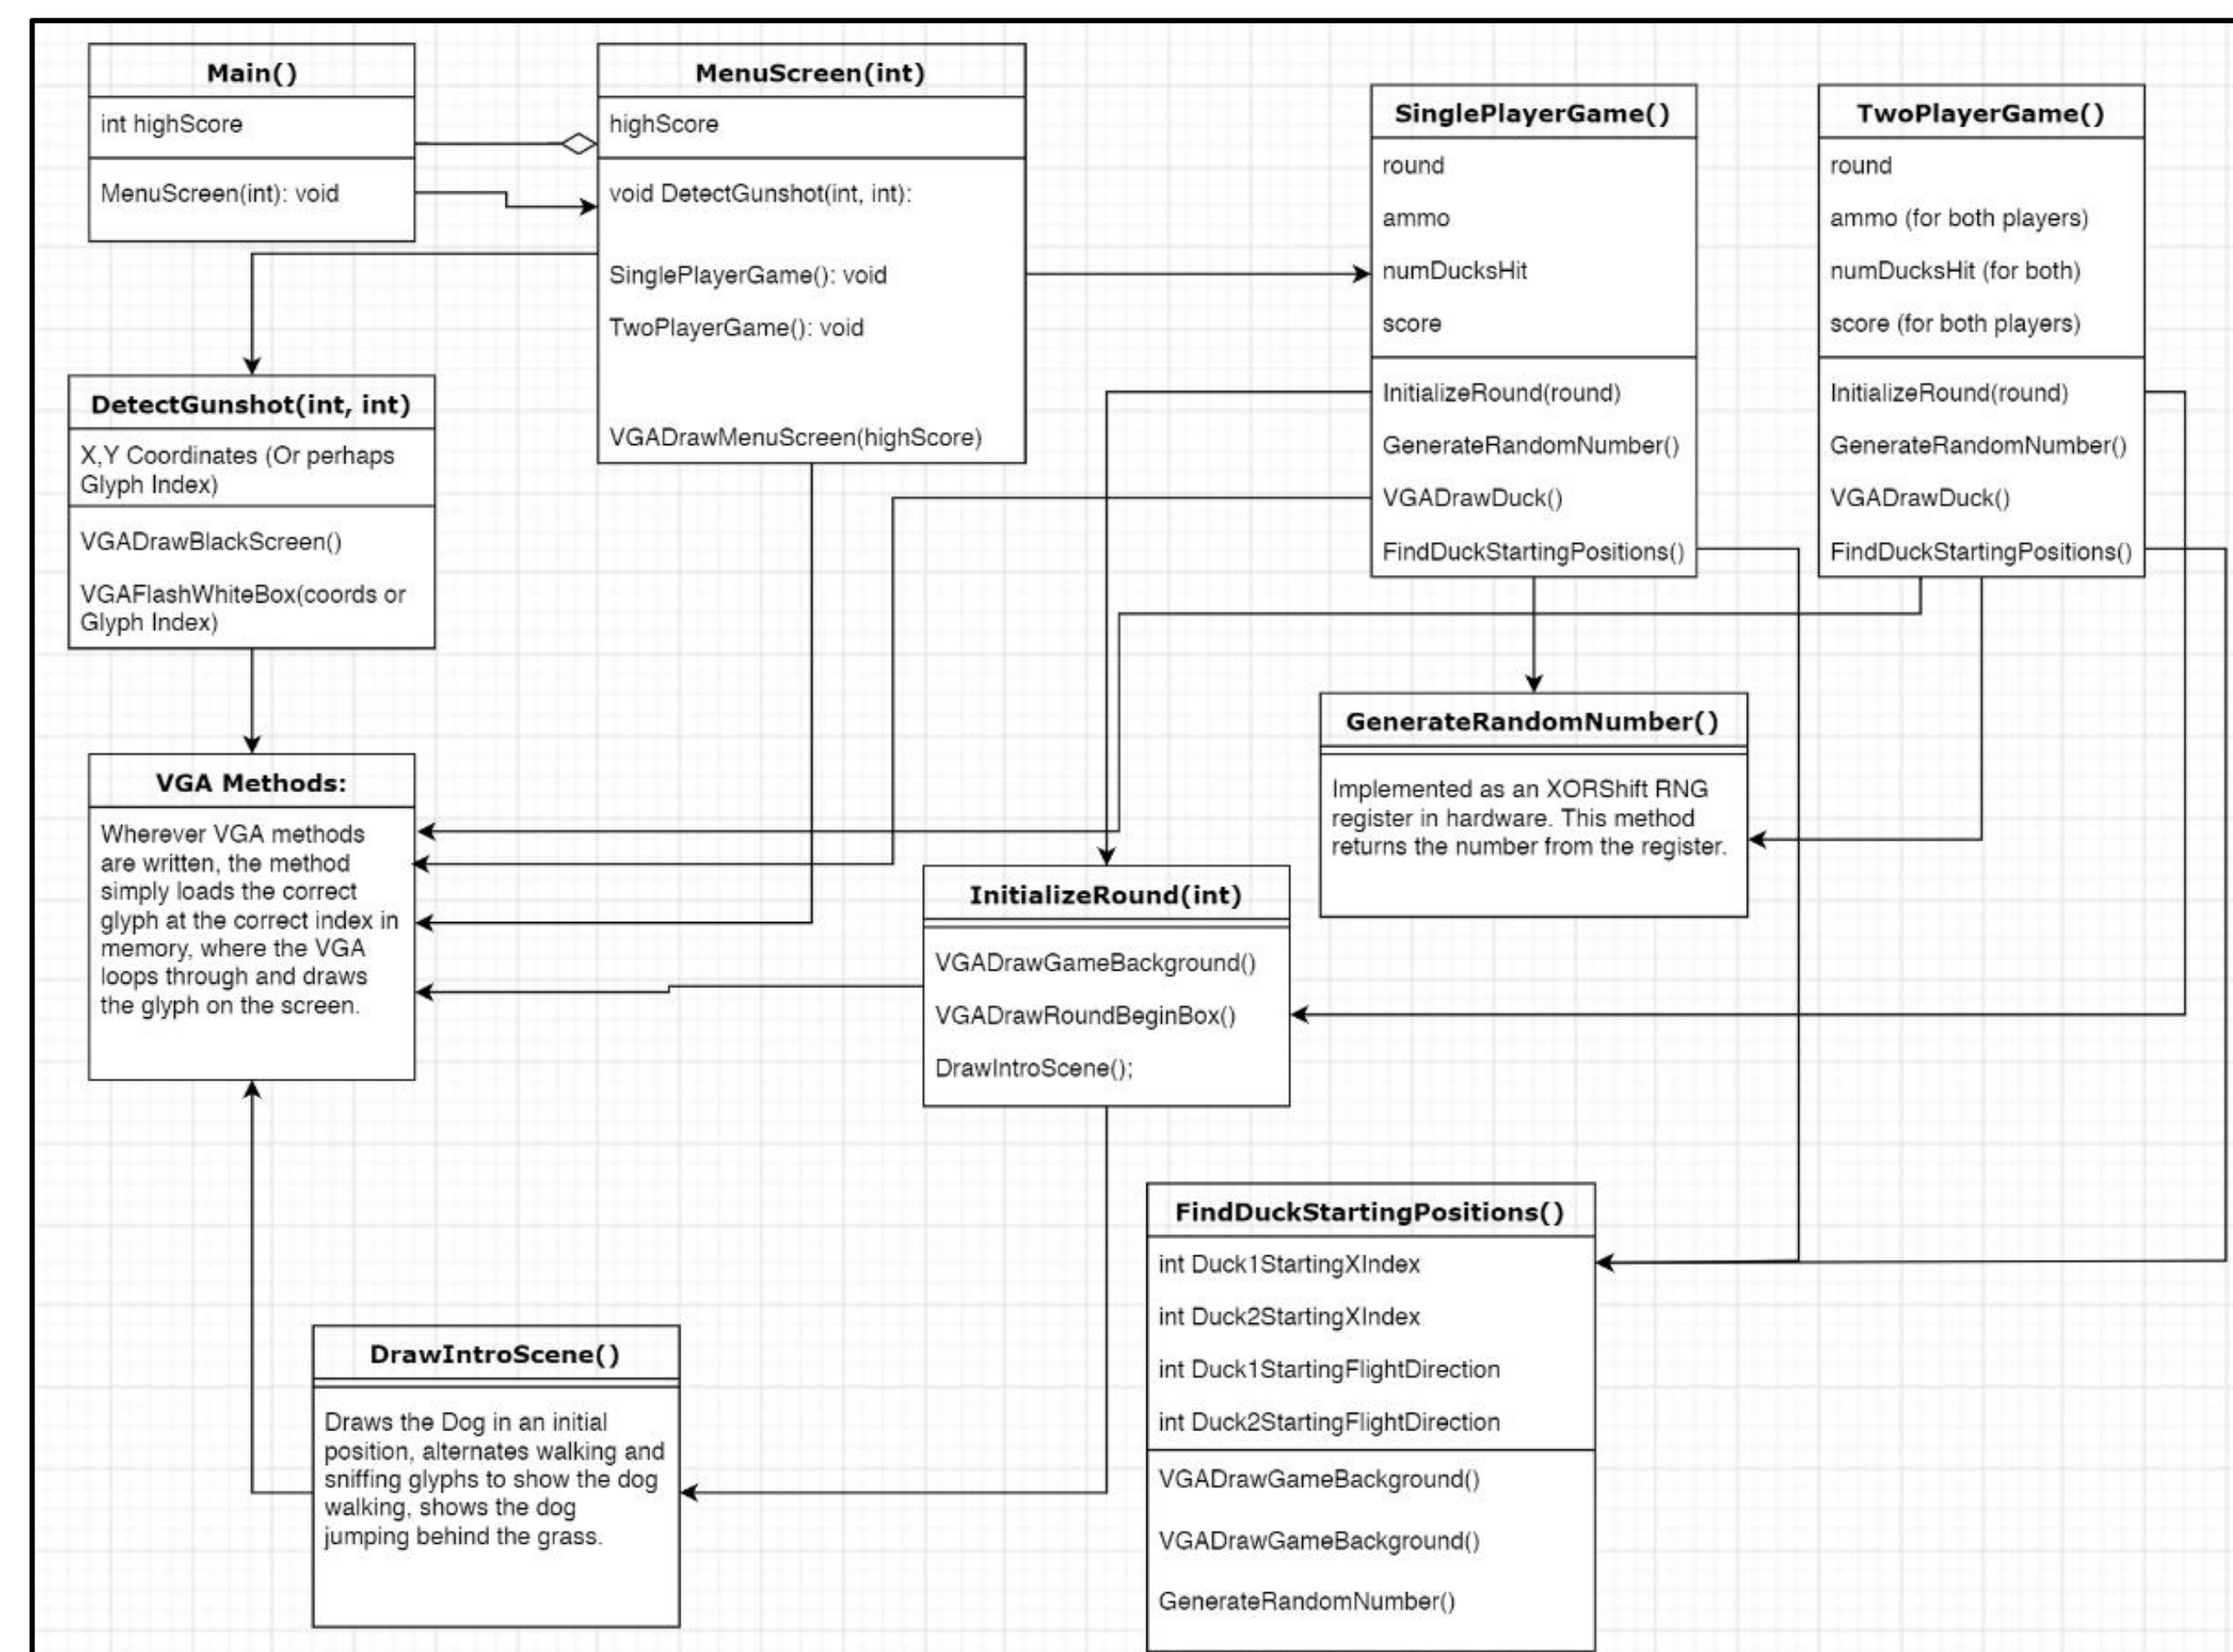 Main()
int highScore
MenuScreen(int): void
MenuScreen(int)
highScore
void DetectGunshot(int, int):
SinglePlayerGame(): void
TwoPlayerGame(): void
VGADrawMenuScreen(highScore)
SinglePlayerGame()
round
ammo
numDucksHit
score
InitializeRound(round)
GenerateRandomNumber()
VGADrawDuck()
FindDuckStartingPositions()
TwoPlayerGame()
round
ammo (for both players)
numDucksHit (for both)
score (for both players)
InitializeRound(round)
GenerateRandomNumber()
VGADrawDuck()
FindDuckStartingPositions()
DetectGunshot(int, int)
X,Y Coordinates (Or perhaps
Glyph Index)
VGADrawBlackScreen()
VGAFlashWhiteBox(coords or
Glyph Index)
GenerateRandomNumber()
Implemented as an XORShift RNG
register in hardware. This method
returns the number from the register.
VGA Methods:
Wherever VGA methods
are written, the method
simply loads the correct
glyph at the correct index in
memory, where the VGA
loops through and draws
the glyph on the screen.
InitializeRound(int)
VGADrawGameBackground()
VGADrawRoundBeginBox()
DrawIntroScene();
FindDuckStartingPositions()
int Duck1StartingXIndex
int Duck2StartingXIndex
int Duck1StartingFlightDirection
int Duck2StartingFlightDirection
VGADrawGameBackground()
VGADrawGameBackground()
GenerateRandomNumber()
DrawIntroScene()
Draws the Dog in an initial
position, alternates walking and
sniffing glyphs to show the dog
walking, shows the dog
jumping behind the grass.